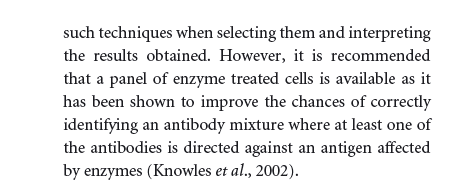 such techniques when selecting them and interpreting
the results obtained. However, it is recommended
that a panel of enzyme treated cells is available as it
has been shown to improve the chances of correctly
identifying an antibody mixture where at least one of
the antibodies is directed against an antigen affected
by enzymes (Knowles et al., 2002).